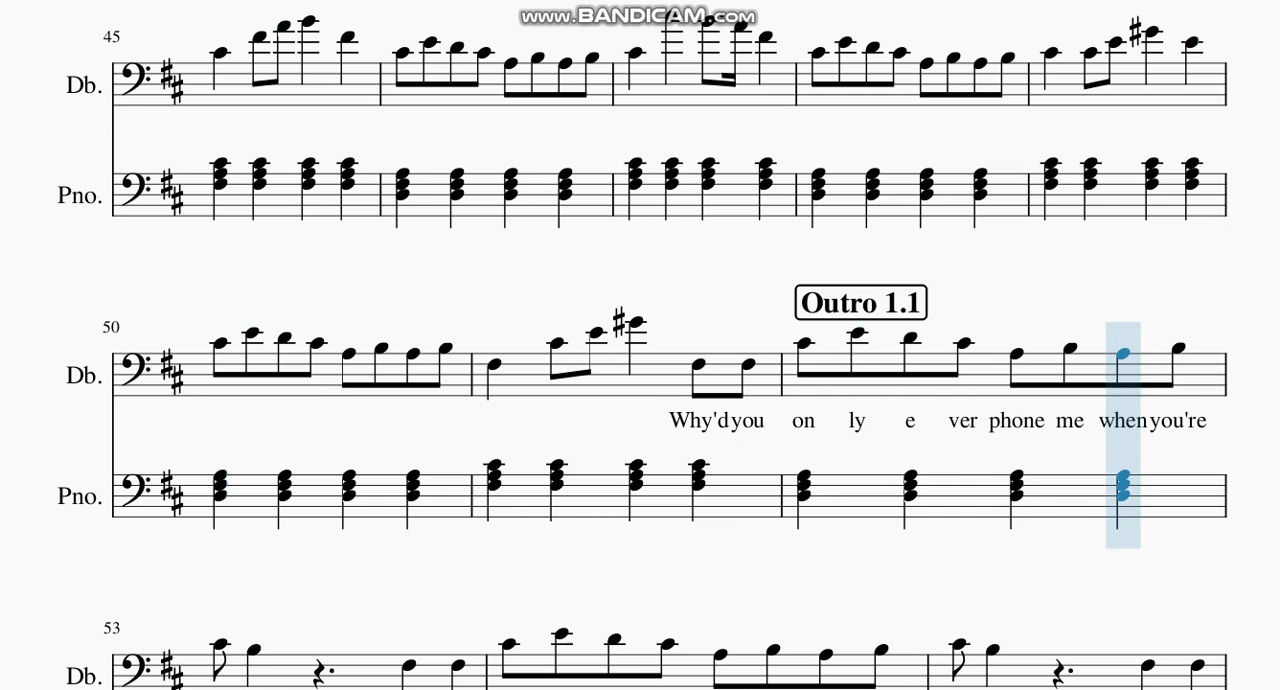 www.BANDICAM.com
45
Db.
Pno.
50
Outro 1.1
Db.
Why'd you on ly e ver phone me when you're
Pno.
53
Db.